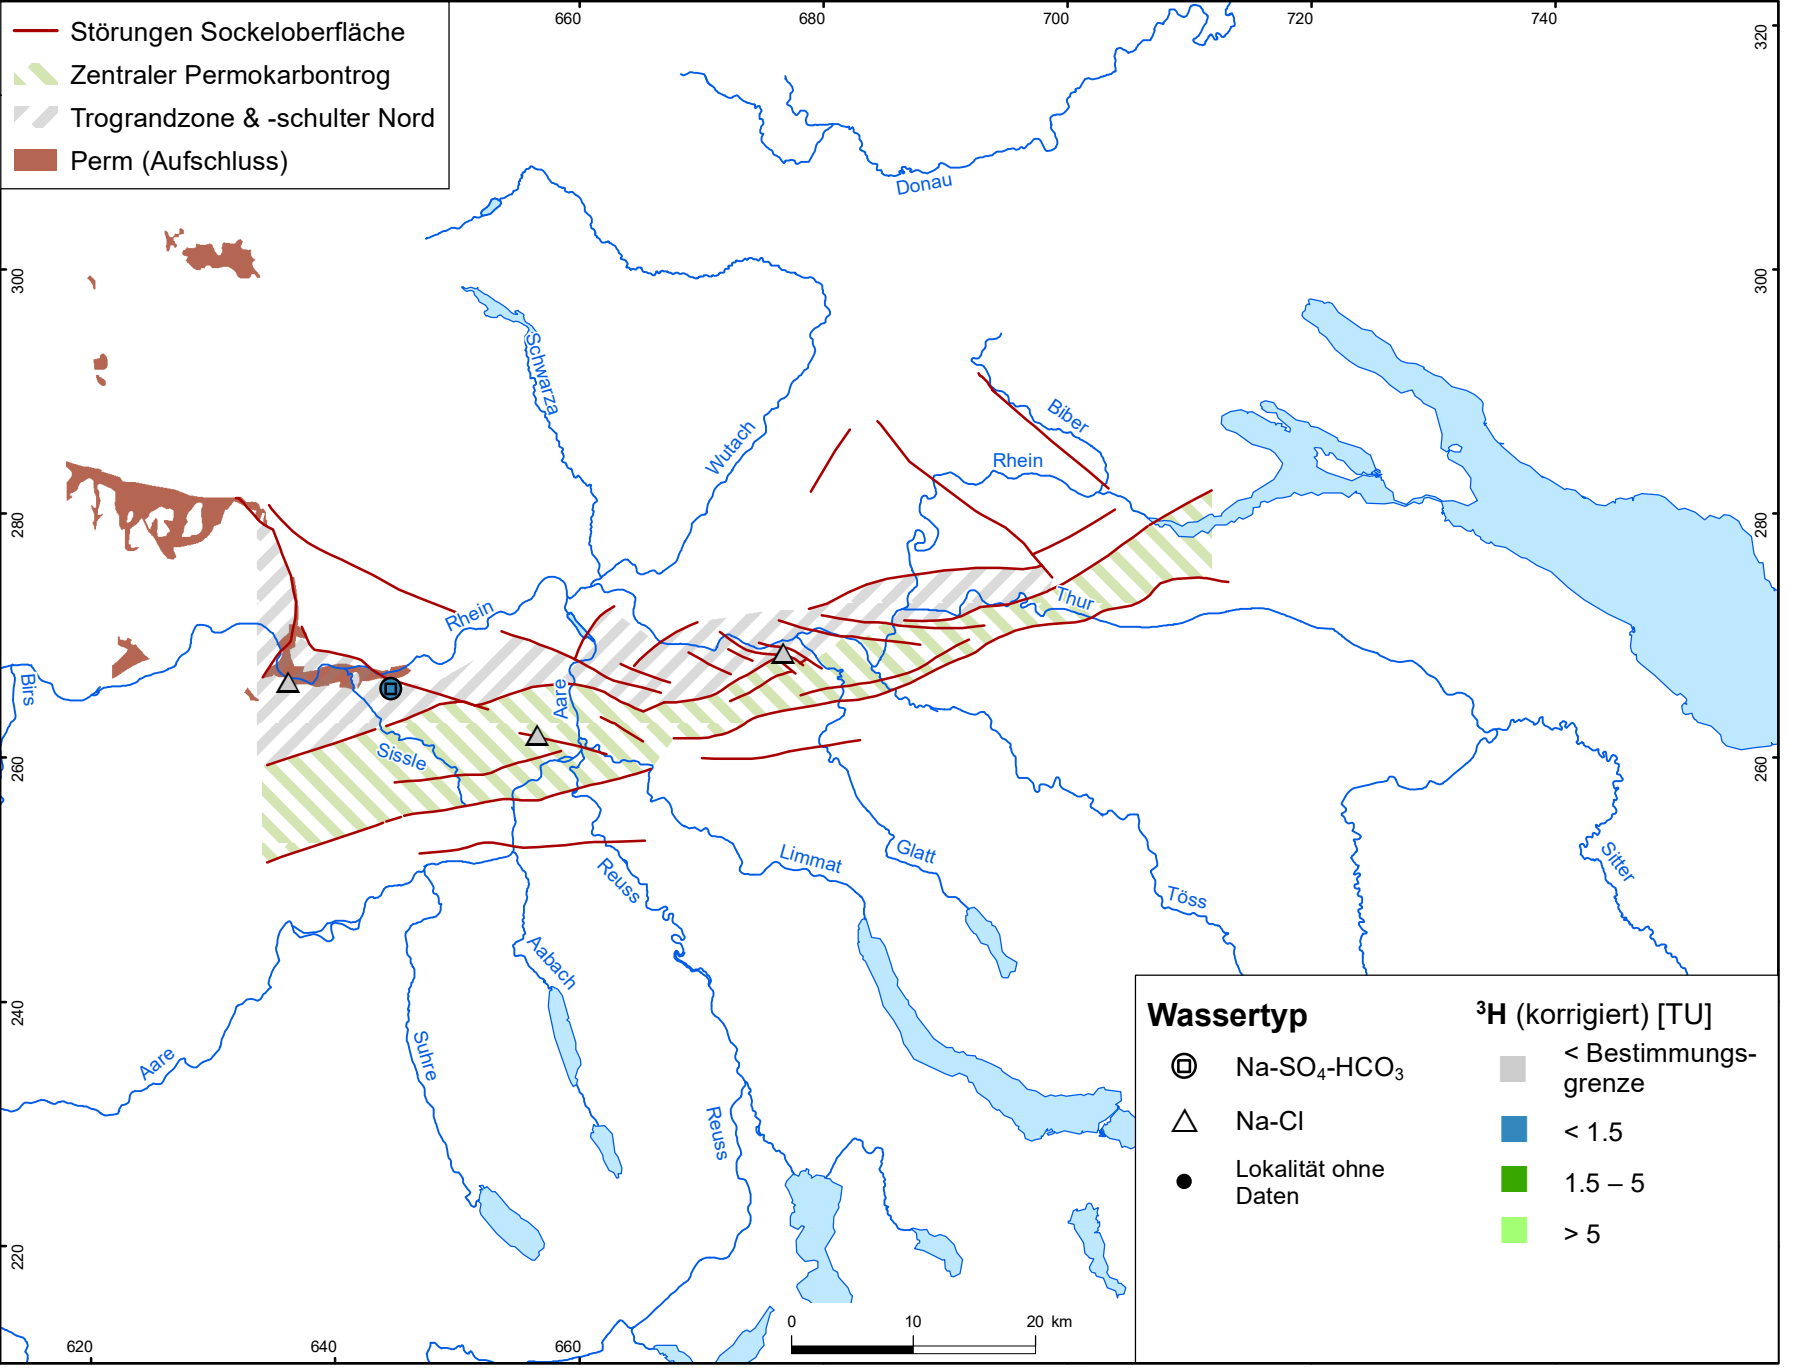 660
680
700
720
740
320
Störungen Sockeloberfläche
Zentraler Permokarbontrog
Trograndzone & -schulter Nord
Perm (Aufschluss)
Donau
300
300
Schwarza
Wutach
Biber
Rhein
280
280
Rhein
Thur
Birs
Aare
Sissle
260
260
Limmat
Glatt
Reuss
Sitter
Töss
Aabach
240
Suhre
Aare
Reuss
220
Wassertyp
Na-SO₄-HCO₃
Na-Cl
Lokalität ohne
Daten
³H (korrigiert) [TU]
< Bestimmungs-
grenze
< 1.5
1.5 – 5
> 5
0 10 20 km
620
640
660